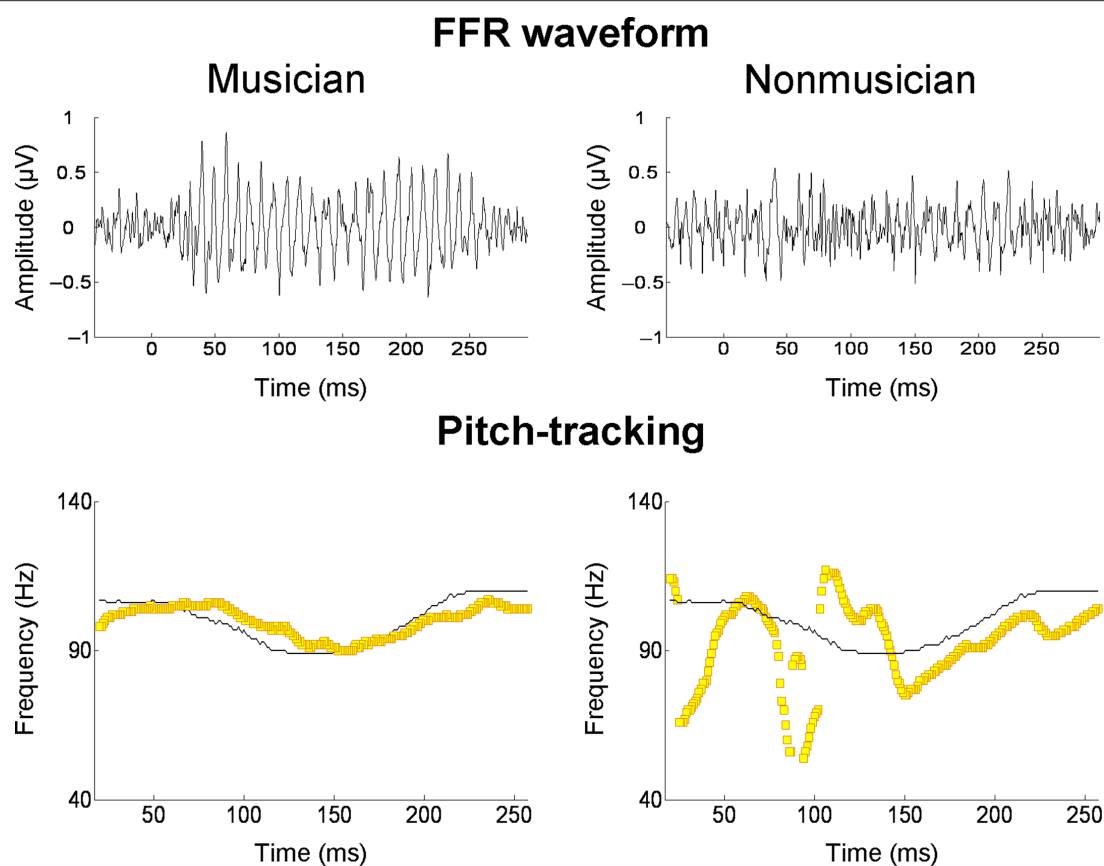 FFR waveform
Musician
Nonmusician
Amplitude (µV)
1
0.5
0
–0.5
–1
0 50 100 150 200 250
Time (ms)
Amplitude (µV)
1
0.5
0
–0.5
–1
0 50 100 150 200 250
Time (ms)
Pitch-tracking
Frequency (Hz)
140
90
40
50 100 150 200 250
Time (ms)
Frequency (Hz)
140
90
40
50 100 150 200 250
Time (ms)